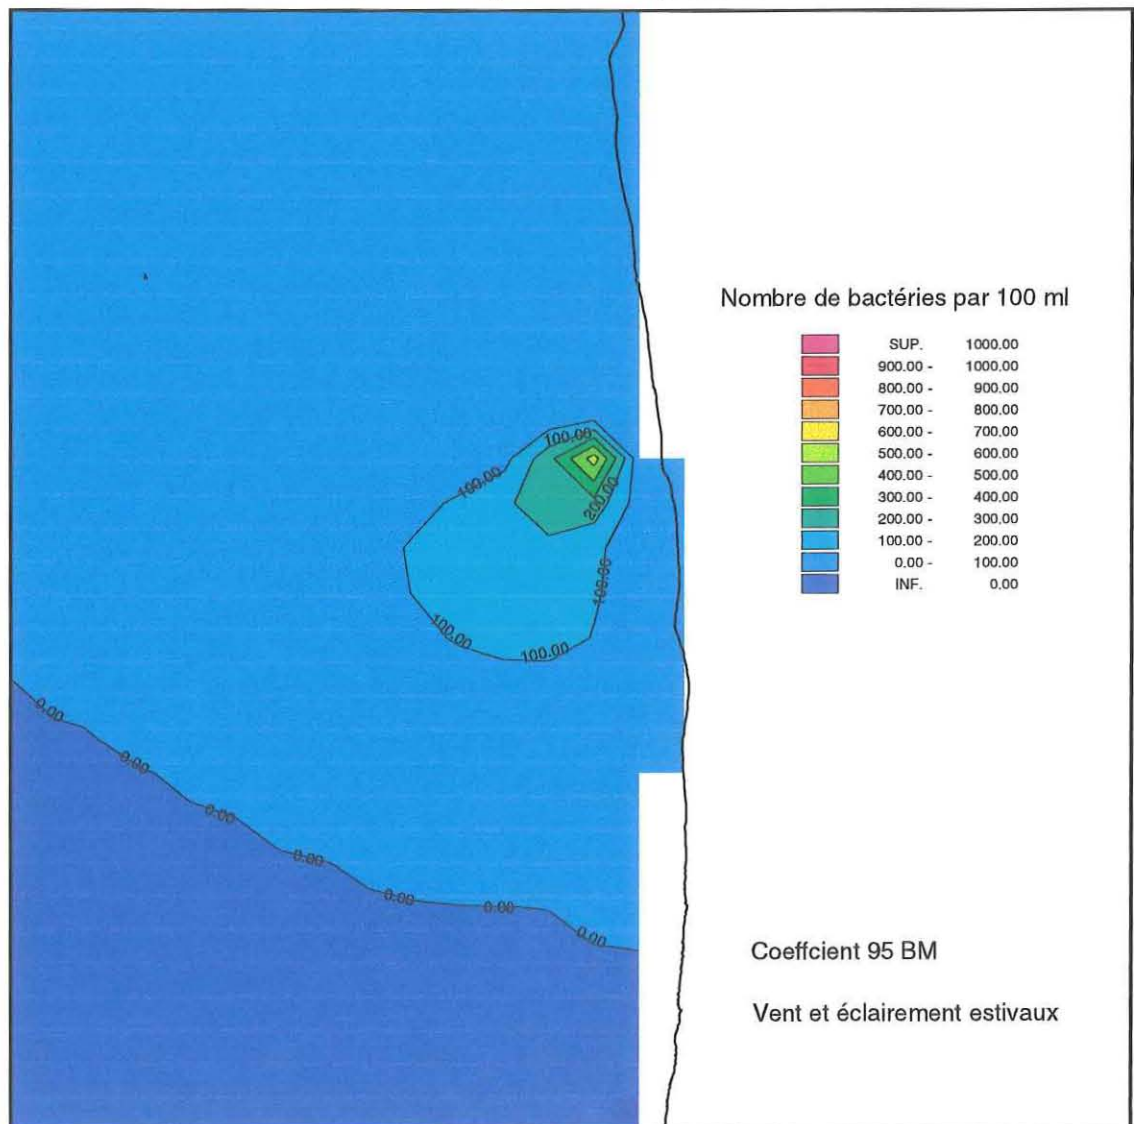 Nombre de bactéries par 100 ml
SUP. 1000.00
900.00 - 1000.00
800.00 - 900.00
700.00 - 800.00
600.00 - 700.00
500.00 - 600.00
400.00 - 500.00
300.00 - 400.00
200.00 - 300.00
100.00 - 200.00
0.00 - 100.00
INF. 0.00
100.00
100.00
200.00
100.00
100.00
100.00
0.00
0.00
0.00
0.00
0.00
0.00
0.00
Coeffcient 95 BM
Vent et éclairement estivaux